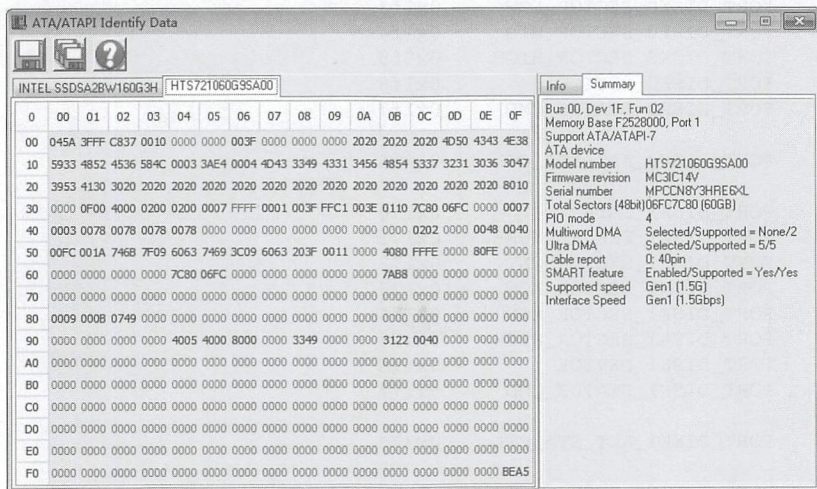 ATA/ATAPI Identify Data
INTEL SSDSA2BW160G3H HTS721060G9SA00
0 00 01 02 03 04 05 06 07 08 09 0A 0B 0C 0D 0E 0F
00 045A 3FFF C837 0010 0000 0000 003F 0000 0000 0000 2020 2020 2020 4D50 4343 4E38
10 5933 4852 4536 584C 0003 3AE4 0004 4D43 3349 4331 3456 4854 5337 3231 3036 3047
20 3953 4130 3020 2020 2020 2020 2020 2020 2020 2020 2020 2020 2020 2020 2020 8010
30 0000 0F00 4000 0200 0200 0007 FFFF 0001 003F FFC1 003E 0110 7C80 06FC 0000 0007
40 0003 0078 0078 0078 0078 0000 0000 0000 0000 0000 0000 0000 0202 0000 0048 0040
50 00FC 001A 746B 7F09 6063 7469 3C09 6063 203F 0011 0000 4080 FFFE 0000 80FE 0000
60 0000 0000 0000 0000 7C80 06FC 0000 0000 0000 0000 0000 7AB8 0000 0000 0000 0000
70 0000 0000 0000 0000 0000 0000 0000 0000 0000 0000 0000 0000 0000 0000 0000 0000
80 0009 000B 0749 0000 0000 0000 0000 0000 0000 0000 0000 0000 0000 0000 0000 0000
90 0000 0000 0000 0000 4005 4000 8000 0000 3349 0000 0000 3122 0040 0000 0000 0000
A0 0000 0000 0000 0000 0000 0000 0000 0000 0000 0000 0000 0000 0000 0000 0000 0000
B0 0000 0000 0000 0000 0000 0000 0000 0000 0000 0000 0000 0000 0000 0000 0000 0000
C0 0000 0000 0000 0000 0000 0000 0000 0000 0000 0000 0000 0000 0000 0000 0000 0000
D0 0000 0000 0000 0000 0000 0000 0000 0000 0000 0000 0000 0000 0000 0000 0000 0000
E0 0000 0000 0000 0000 0000 0000 0000 0000 0000 0000 0000 0000 0000 0000 0000 0000
F0 0000 0000 0000 0000 0000 0000 0000 0000 0000 0000 0000 0000 0000 0000 0000 BEA5
Info Summary
Bus 00, Dev 1F, Fun 02
Memory Base F2528000, Port 1
Support ATA/ATAPI-7
ATA device
Model number HTS721060G9SA00
Firmware revision MC3IC14V
Serial number MPCCN8Y3HRE6XL
Total Sectors (48bit)06FC7C80 (60GB)
PIO mode 4
Multiword DMA Selected/Supported = None/2
Ultra DMA Selected/Supported = 5/5
Cable report 0: 40pin
SMART feature Enabled/Supported = Yes/Yes
Supported speed Gen1 (1.5G)
Interface Speed Gen1 (1.5Gbps)